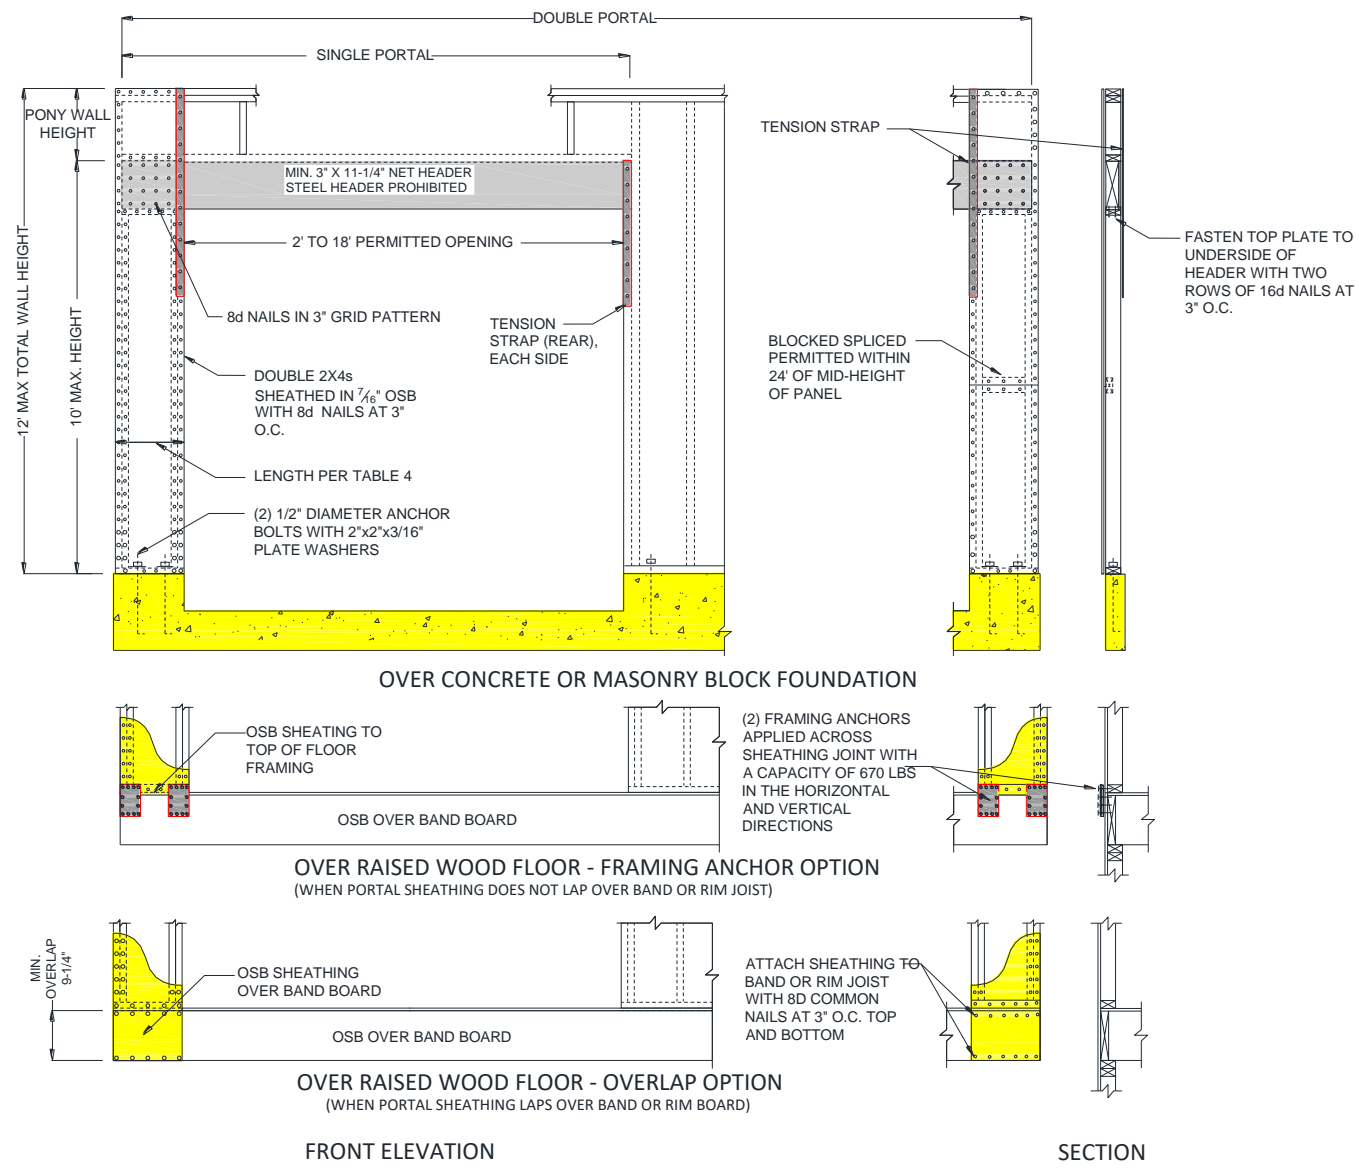 DOUBLE PORTAL
SINGLE PORTAL
PONY WALL
HEIGHT
12' MAX TOTAL WALL HEIGHT
10' MAX. HEIGHT
MIN. 3" X 11-1/4" NET HEADER
STEEL HEADER PROHIBITED
2' TO 18' PERMITTED OPENING
8d NAILS IN 3" GRID PATTERN
TENSION
STRAP (REAR),
EACH SIDE
DOUBLE 2X4s
SHEATHED IN 7/16" OSB
WITH 8d NAILS AT 3"
O.C.
LENGTH PER TABLE 4
(2) 1/2" DIAMETER ANCHOR
BOLTS WITH 2"x2"x3/16"
PLATE WASHERS
TENSION STRAP
FASTEN TOP PLATE TO
UNDERSIDE OF
HEADER WITH TWO
ROWS OF 16d NAILS AT
3" O.C.
BLOCKED SPLICED
PERMITTED WITHIN
24' OF MID-HEIGHT
OF PANEL
OVER CONCRETE OR MASONRY BLOCK FOUNDATION
OSB SHEATING TO
TOP OF FLOOR
FRAMING
OSB OVER BAND BOARD
(2) FRAMING ANCHORS
APPLIED ACROSS
SHEATHING JOINT WITH
A CAPACITY OF 670 LBS
IN THE HORIZONTAL
AND VERTICAL
DIRECTIONS
OVER RAISED WOOD FLOOR - FRAMING ANCHOR OPTION
(WHEN PORTAL SHEATHING DOES NOT LAP OVER BAND OR RIM JOIST)
MIN.
OVERLAP
9-1/4"
OSB SHEATHING
OVER BAND BOARD
OSB OVER BAND BOARD
ATTACH SHEATHING TO
BAND OR RIM JOIST
WITH 8D COMMON
NAILS AT 3" O.C. TOP
AND BOTTOM
OVER RAISED WOOD FLOOR - OVERLAP OPTION
(WHEN PORTAL SHEATHING LAPS OVER BAND OR RIM BOARD)
FRONT ELEVATION
SECTION